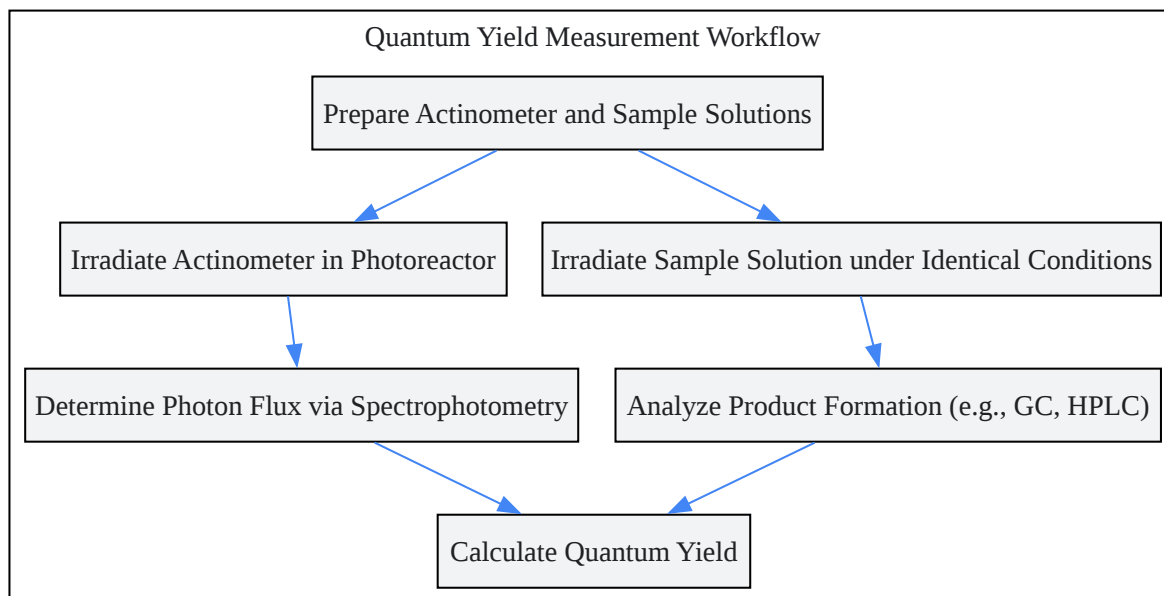 Quantum Yield Measurement Workflow
Prepare Actinometer and Sample Solutions
Irradiate Actinometer in Photoreactor
Irradiate Sample Solution under Identical Conditions
Determine Photon Flux via Spectrophotometry
Analyze Product Formation (e.g., GC, HPLC)
Calculate Quantum Yield